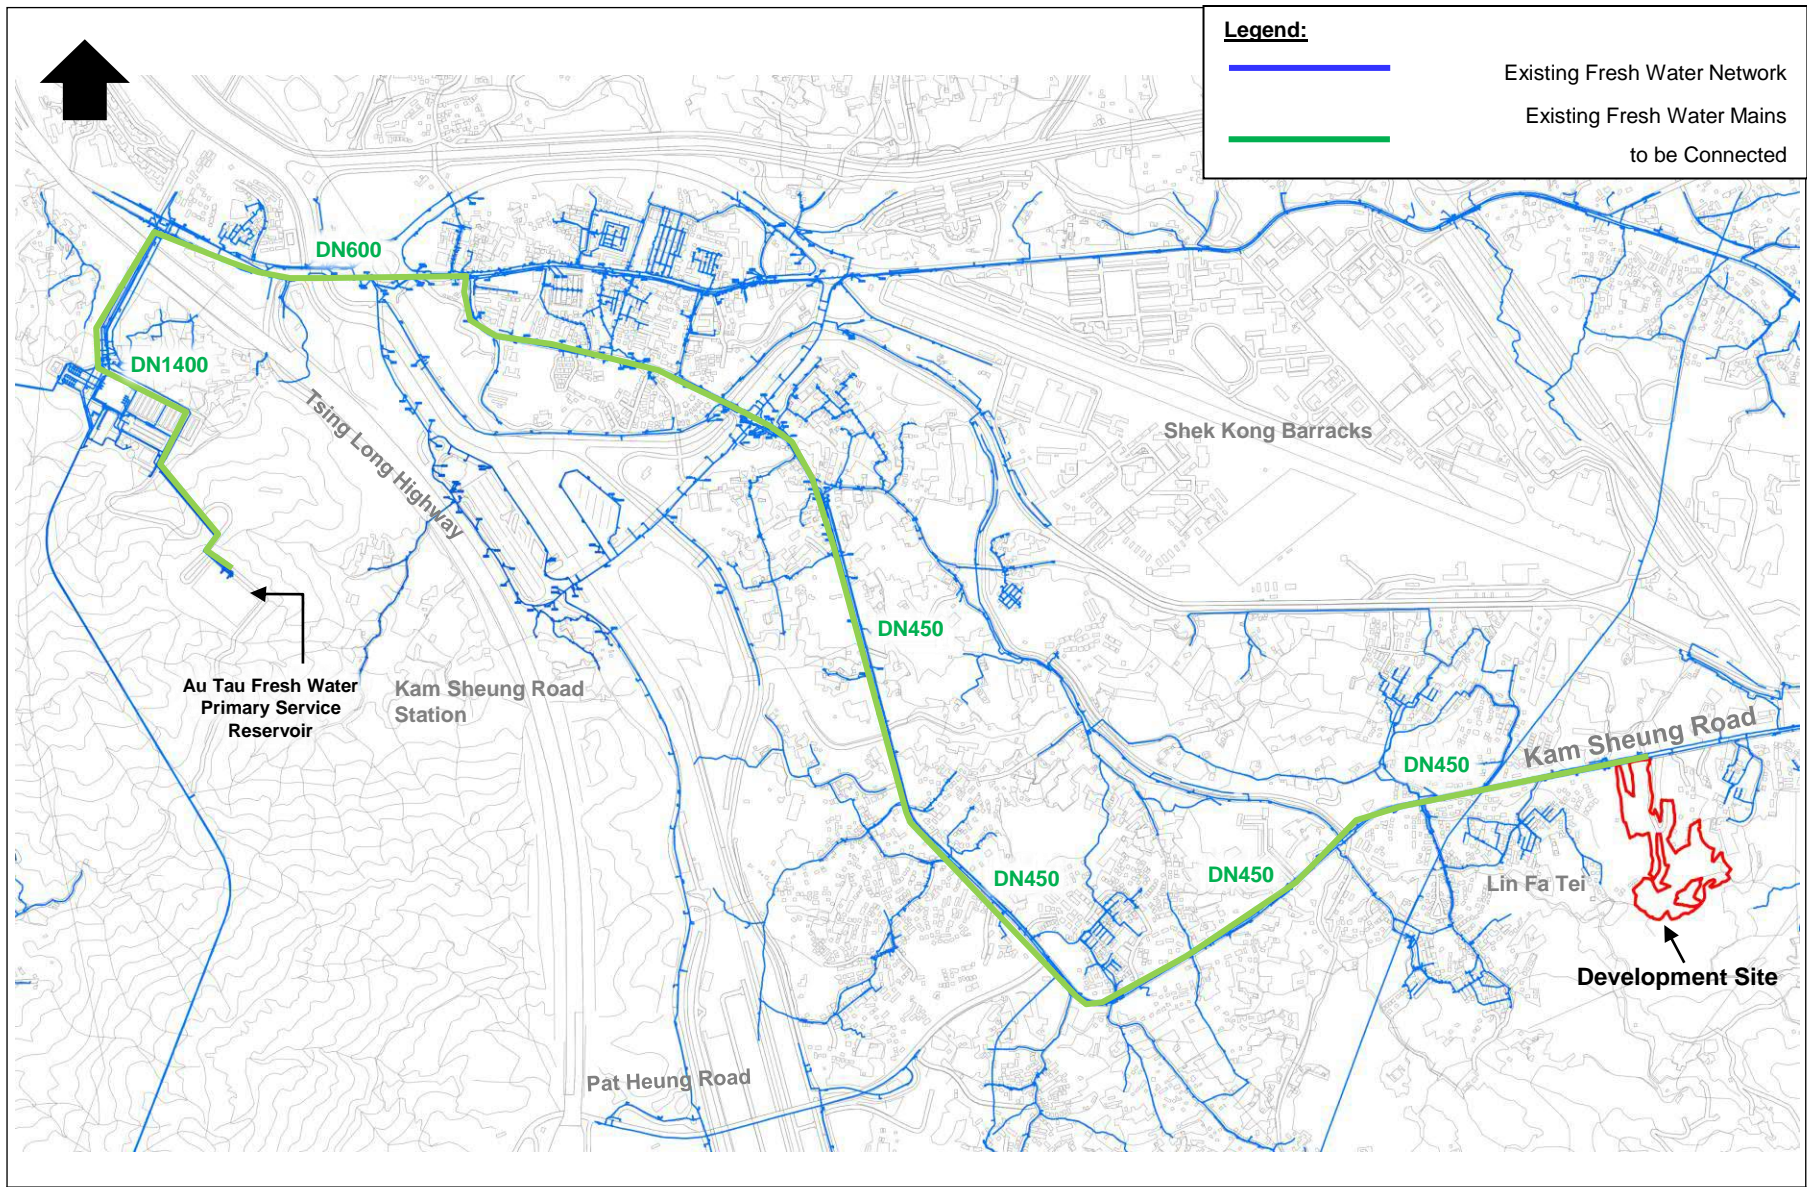 Legend:
Existing Fresh Water Network
Existing Fresh Water Mains
to be Connected
DN600
DN1400
Tsing Long Highway
Shek Kong Barracks
DN450
Au Tau Fresh Water
Primary Service
Reservoir
Kam Sheung Road
Station
Kam Sheung Road
DN450
DN450
DN450
Lin Fa Tei
Development Site
Pat Heung Road